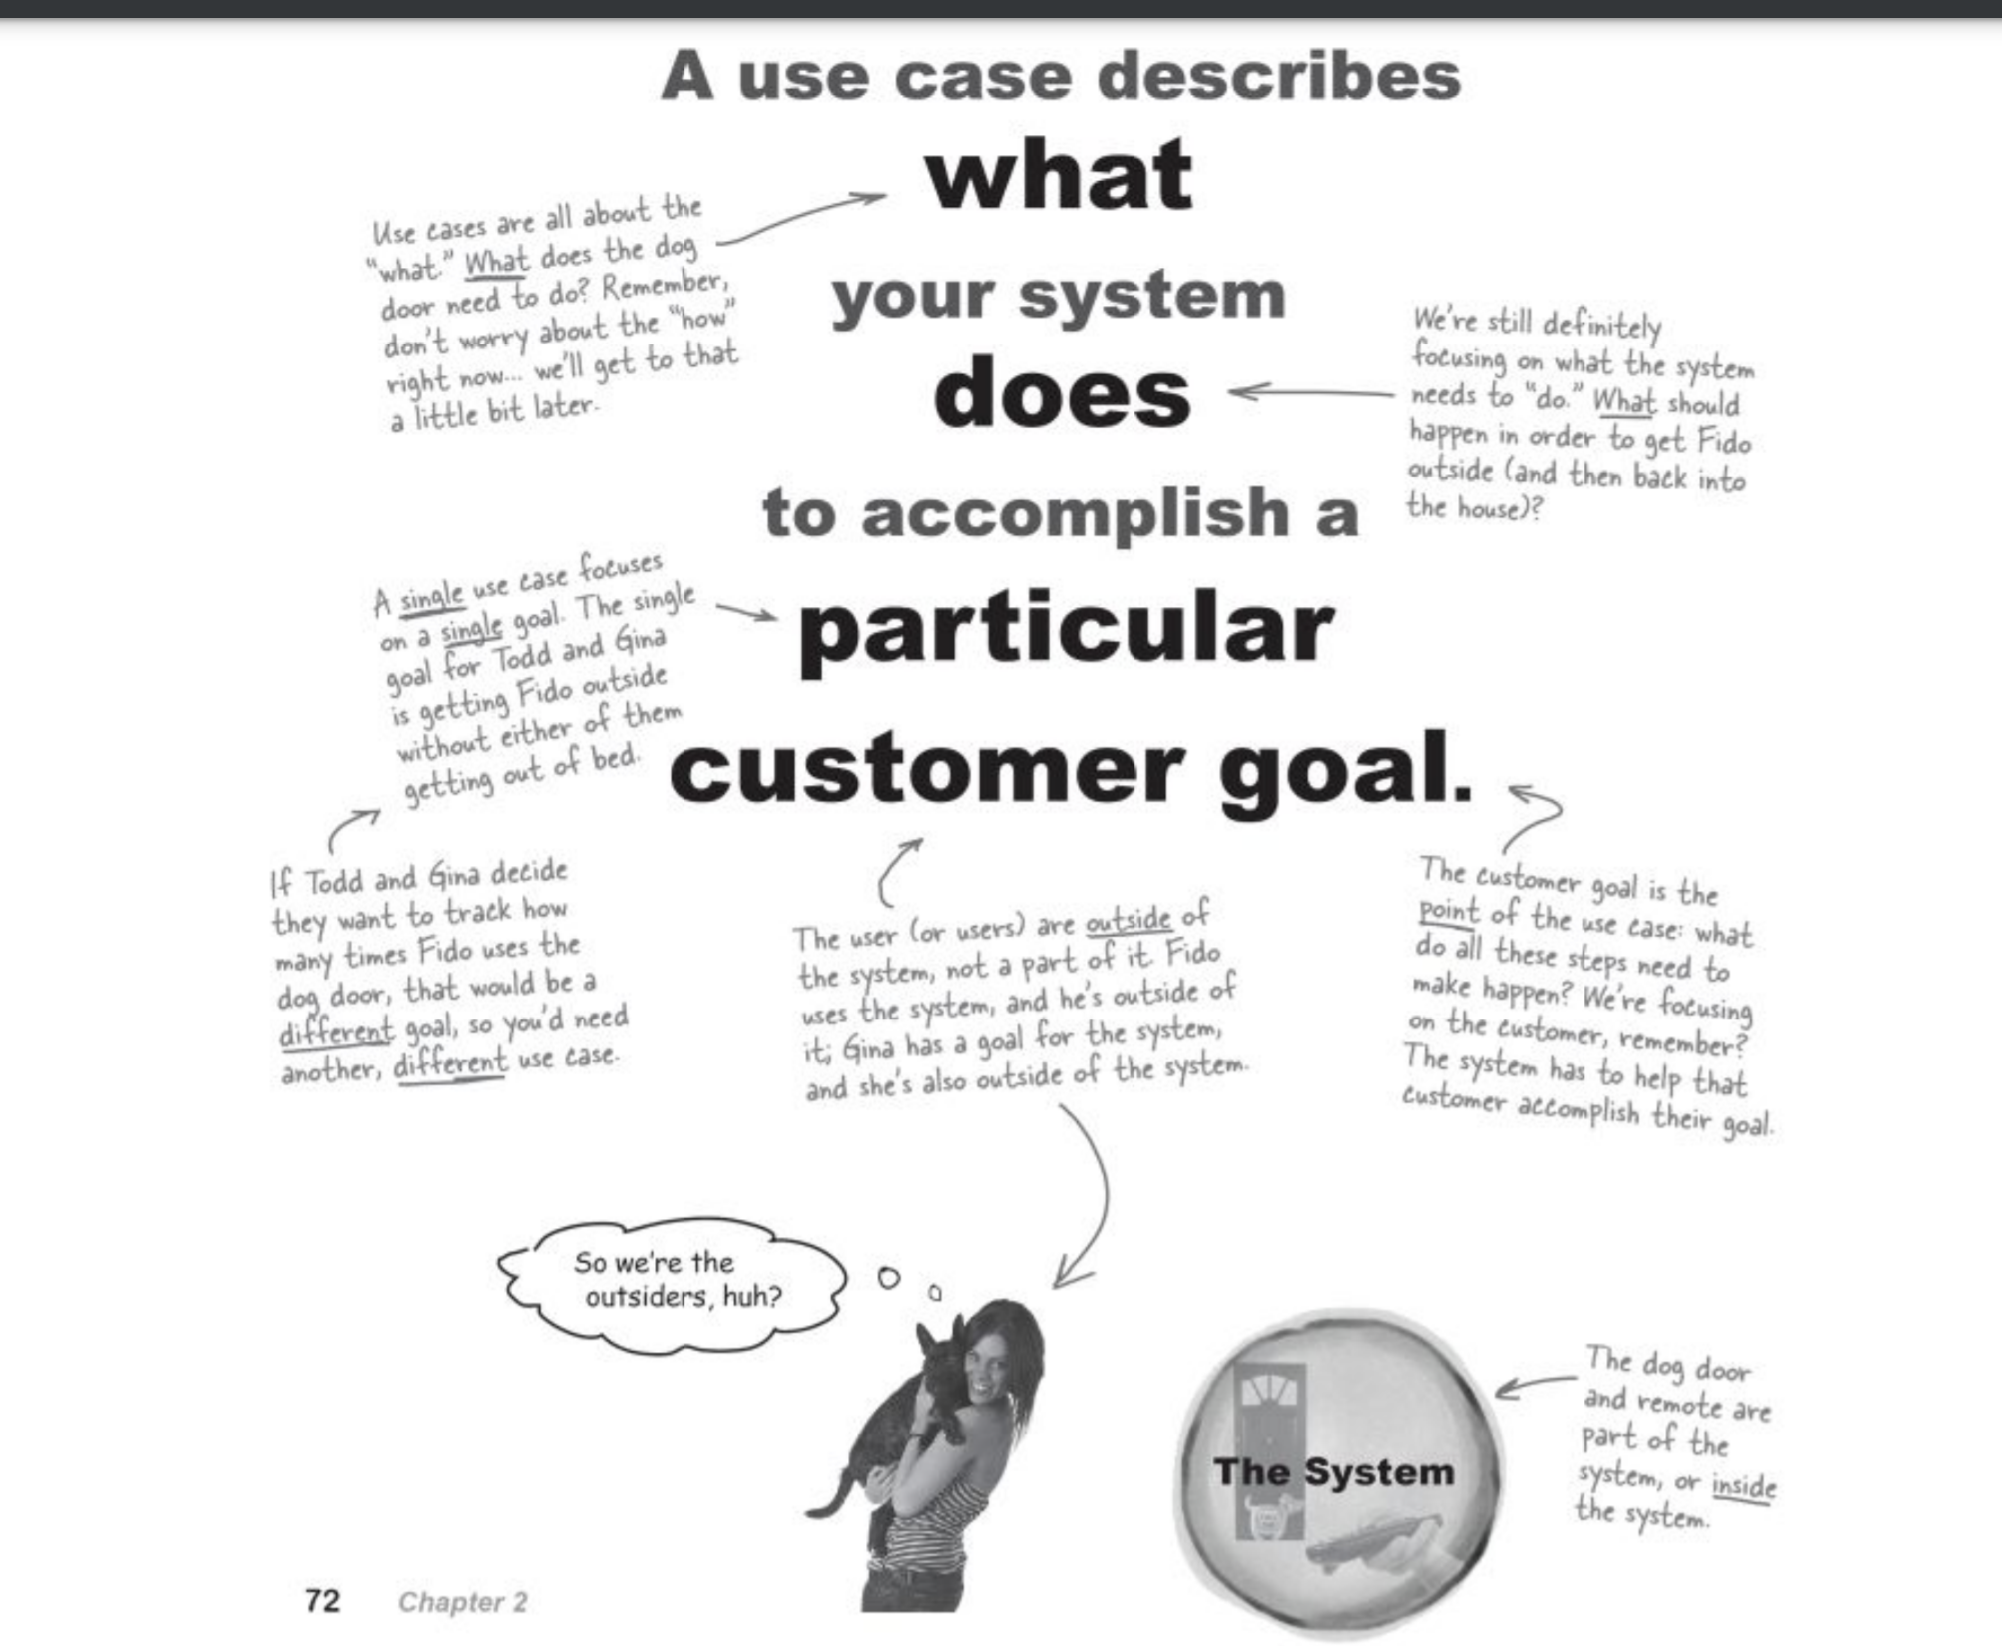 A use case describes
what
Use cases are all about the
"what." What does the dog
door need to do? Remember,
don't worry about the "how"
right now... we'll get to that
a little bit later.
your system
does
We're still definitely
focusing on what the system
needs to "do." What should
happen in order to get Fido
outside (and then back into
the house)?
to accomplish a
particular
A single use case focuses
on a single goal. The single
goal for Todd and Gina
is getting Fido outside
without either of them
getting out of bed.
customer goal.
If Todd and Gina decide
they want to track how
many times Fido uses the
dog door, that would be a
different goal, so you'd need
another, different use case.
The user (or users) are outside of
the system, not a part of it. Fido
uses the system, and he's outside of
it; Gina has a goal for the system,
and she's also outside of the system.
The customer goal is the
point of the use case: what
do all these steps need to
make happen? We're focusing
on the customer, remember?
The system has to help that
customer accomplish their goal.
So we're the
outsiders, huh?
The System
The dog door
and remote are
part of the
system, or inside
the system.
72 Chapter 2